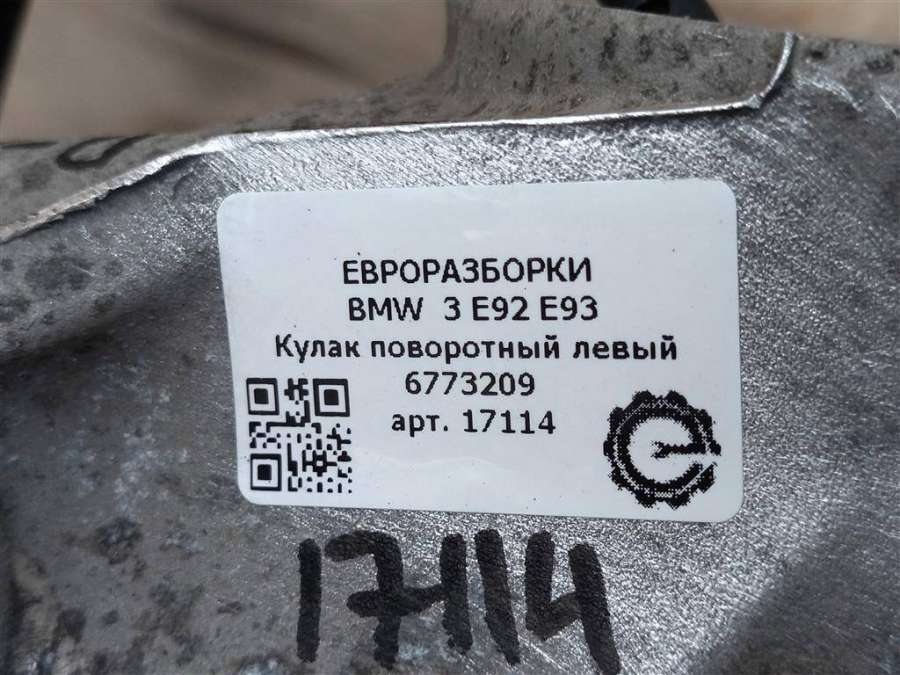 ЕВРОРАЗБОРКИ
BMW 3 E92 E93
Кулак поворотный левый
6773209
арт. 17114
17114